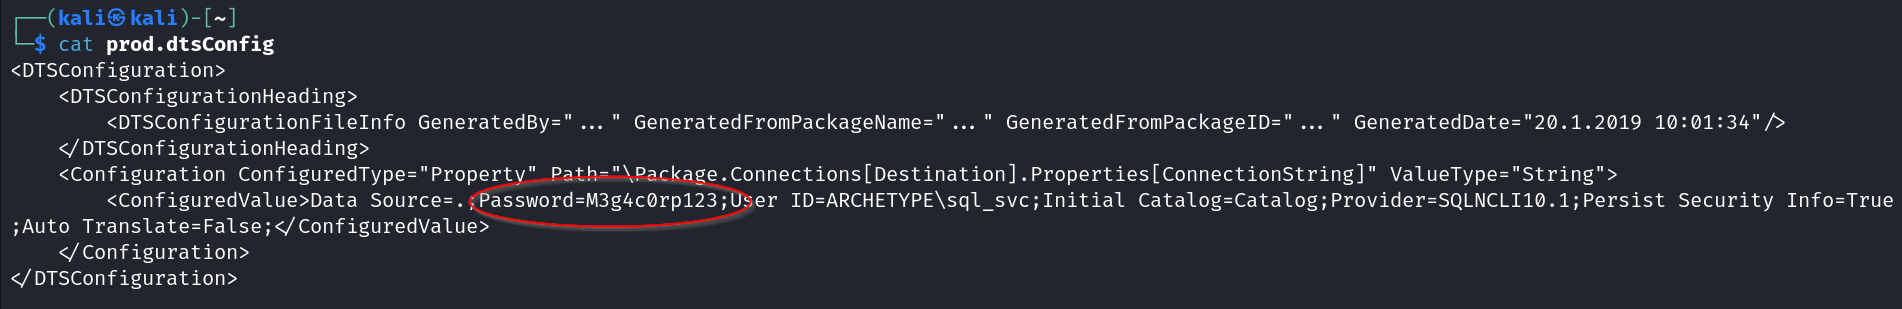 ┌──(kali㉿kali)-[~]
└─$ cat prod.dtsConfig
<DTSConfiguration>
    <DTSConfigurationHeading>
        <DTSConfigurationFileInfo GeneratedBy="..." GeneratedFromPackageName="..." GeneratedFromPackageID="..." GeneratedDate="20.1.2019 10:01:34"/>
    </DTSConfigurationHeading>
    <Configuration ConfiguredType="Property" Path="\Package.Connections[Destination].Properties[ConnectionString]" ValueType="String">
        <ConfiguredValue>Data Source=.;Password=M3g4c0rp123;User ID=ARCHETYPE\sql_svc;Initial Catalog=Catalog;Provider=SQLNCLI10.1;Persist Security Info=True
;Auto Translate=False;</ConfiguredValue>
    </Configuration>
</DTSConfiguration>